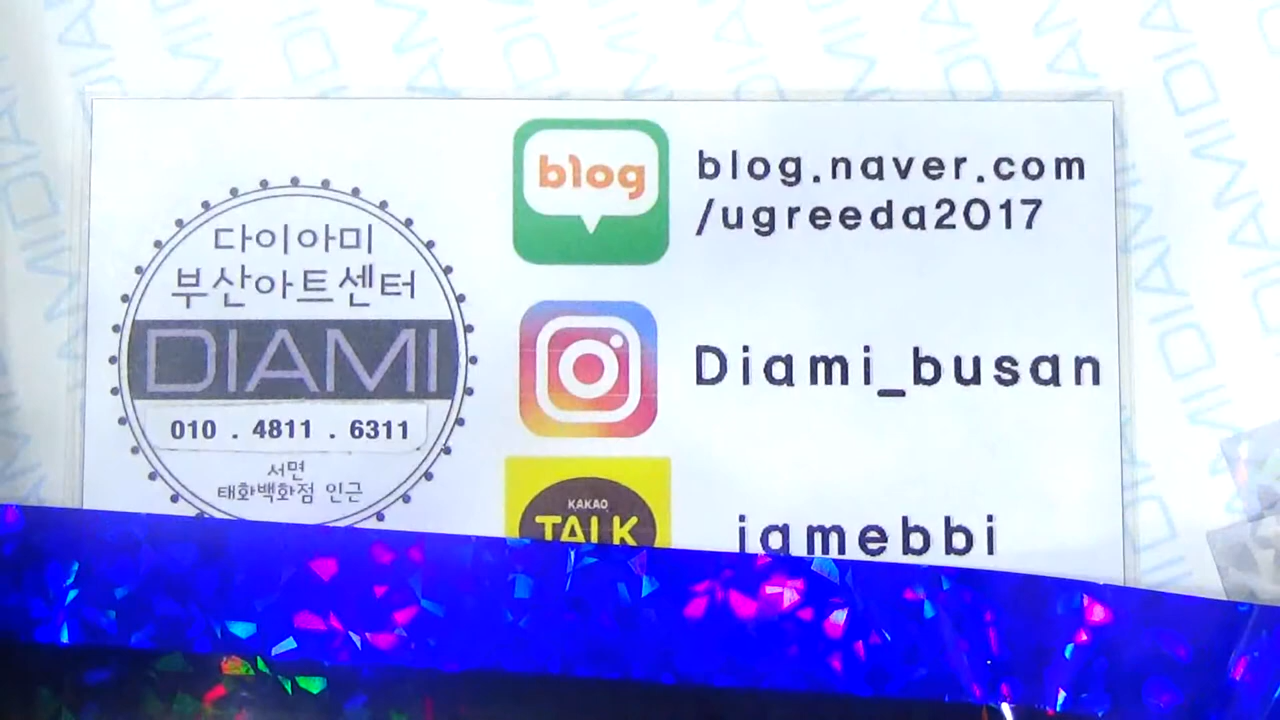 다이아미
부산아트센터
DIAMI
010 . 4811 . 6311
서면
태화백화점 인근
blog
blog.naver.com
/ugreeda2017
Diami_busan
KAKAO
TALK
iamebbi